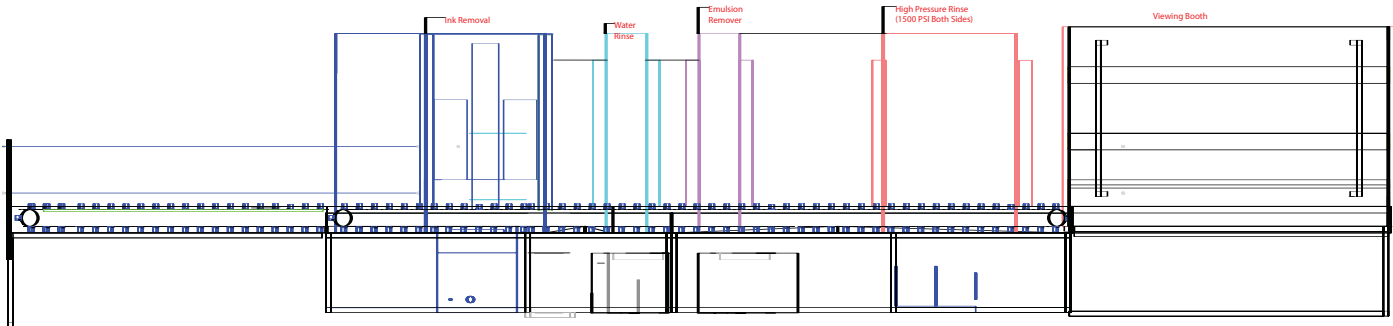 Ink Removal
Water
Rinse
Emulsion
Remover
High Pressure Rinse
(1500 PSI Both Sides)
Viewing Booth